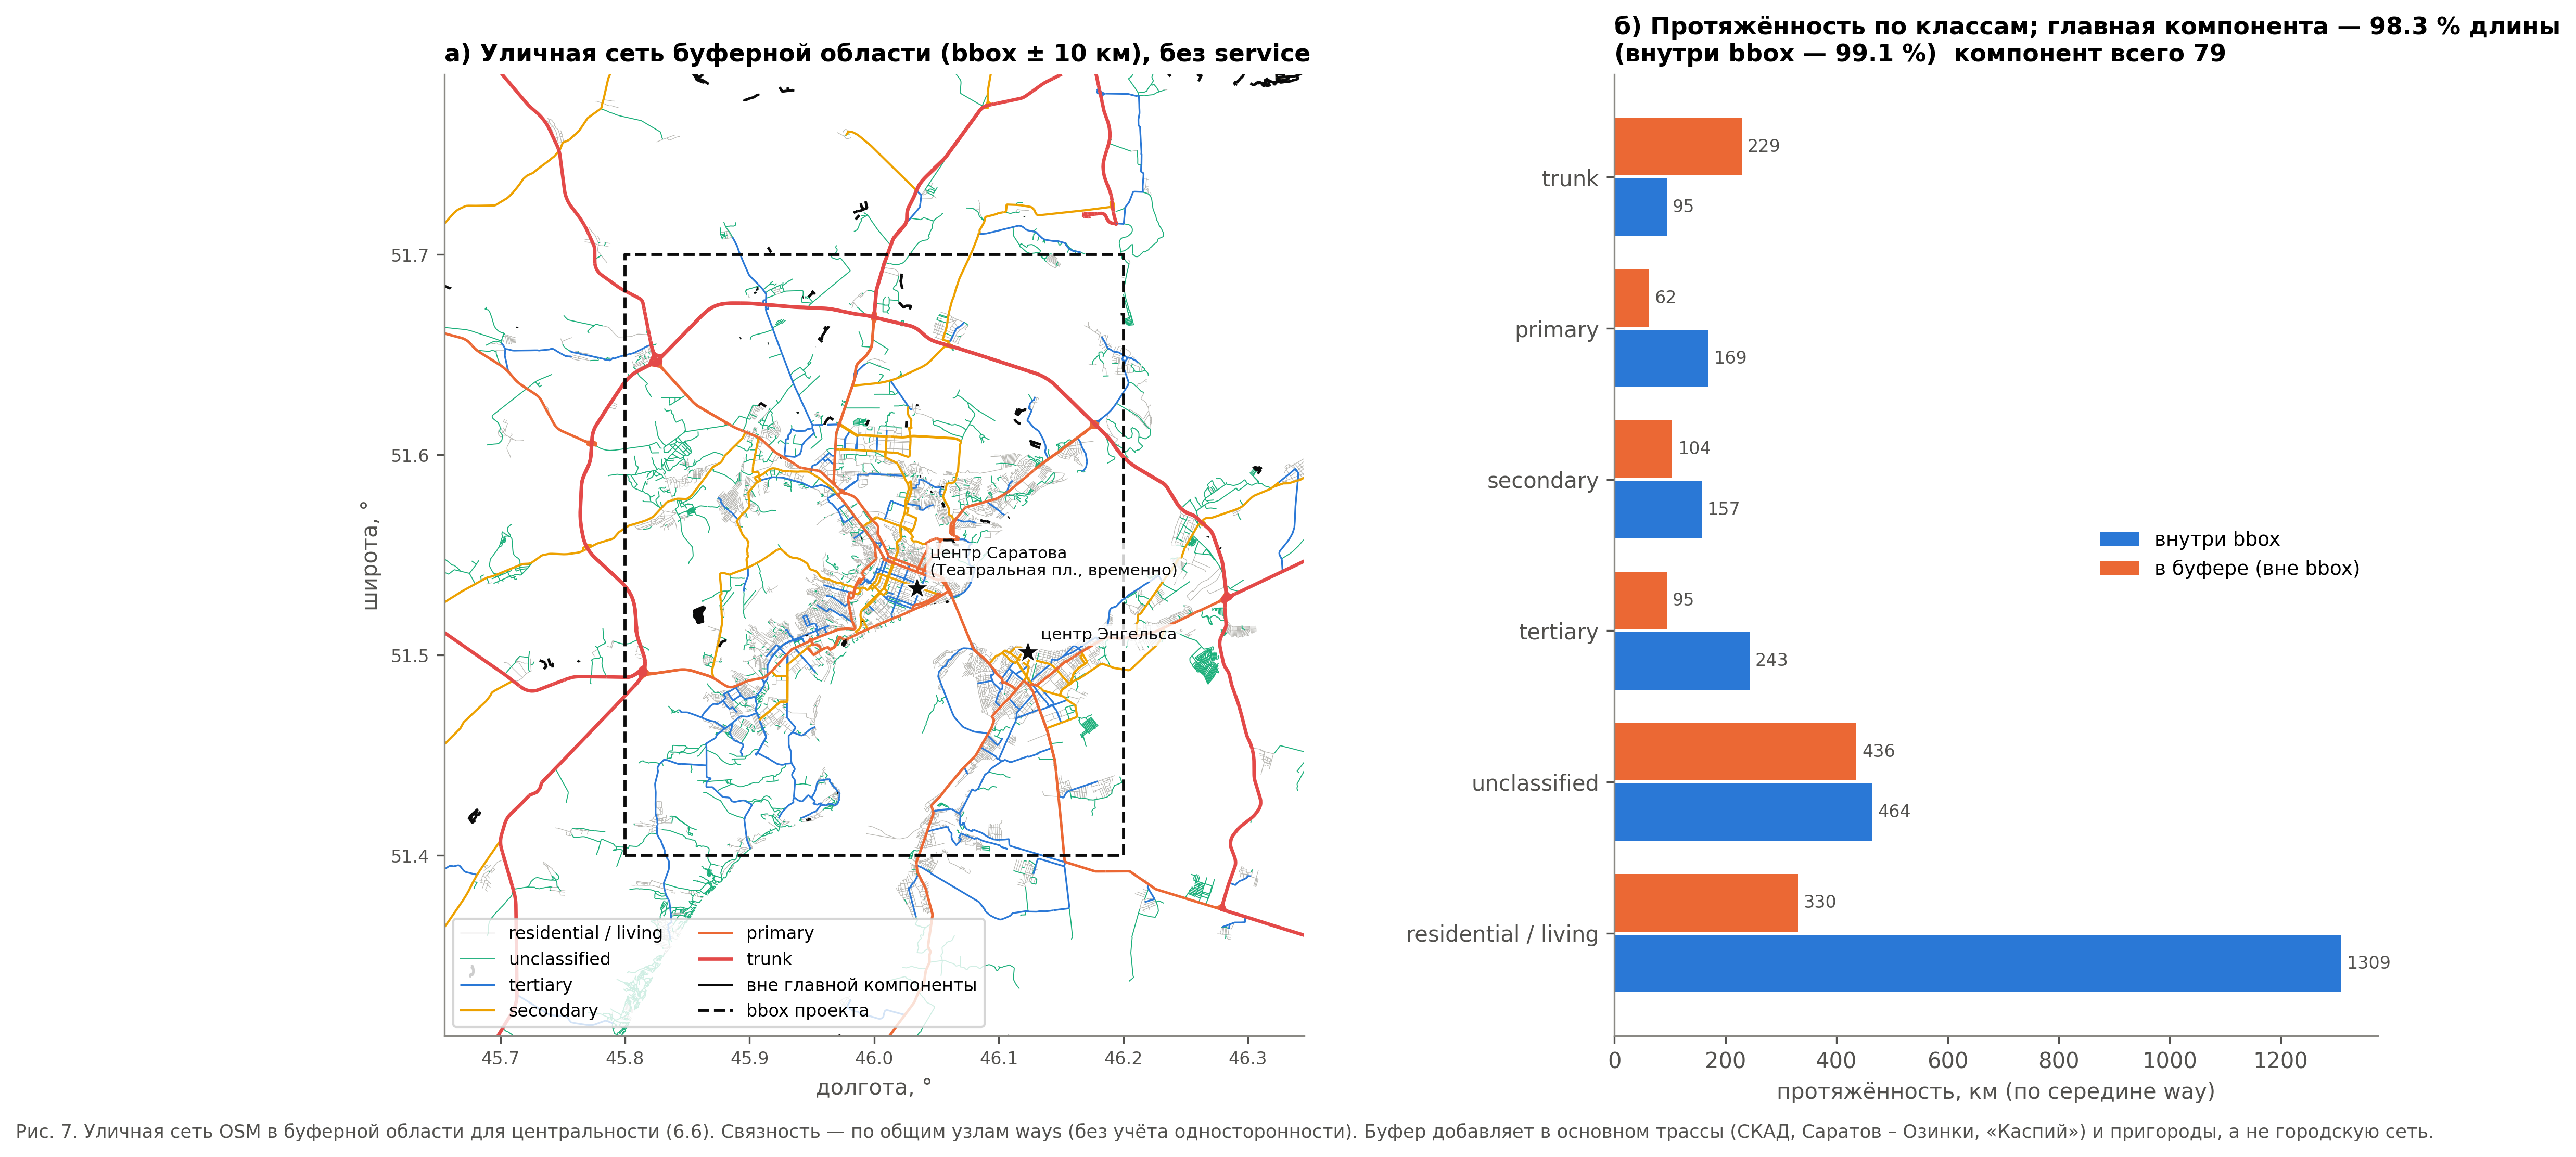 а) Уличная сеть буферной области (bbox ± 10 км), без service
51.7
51.6
51.5
51.4
широта, °
центр Саратова
(Театральная пл., временно)
центр Энгельса
residential / living
unclassified
tertiary
secondary
primary
trunk
вне главной компоненты
bbox проекта
45.7
45.8
45.9
46.0
46.1
46.2
46.3
долгота, °
б) Протяжённость по классам; главная компонента — 98.3 % длины
(внутри bbox — 99.1 %)  компонент всего 79
trunk
229
95
primary
62
169
secondary
104
157
tertiary
95
243
unclassified
436
464
residential / living
330
1309
внутри bbox
в буфере (вне bbox)
0
200
400
600
800
1000
1200
протяжённость, км (по середине way)
Рис. 7. Уличная сеть OSM в буферной области для центральности (6.6). Связность — по общим узлам ways (без учёта односторонности). Буфер добавляет в основном трассы (СКАД, Саратов – Озинки, «Каспий») и пригороды, а не городскую сеть.